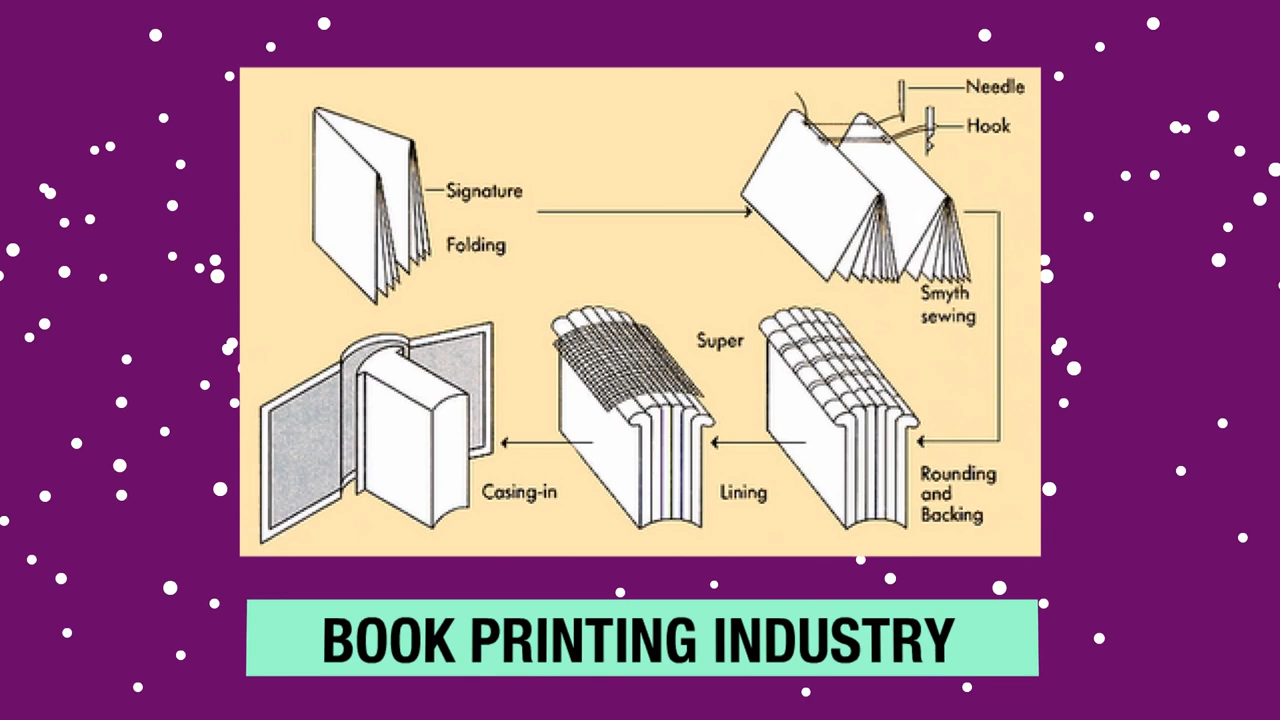 Needle
Hook
Signature
Folding
Smyth
sewing
Super
Rounding
and
Backing
Lining
Casing-in
BOOK PRINTING INDUSTRY